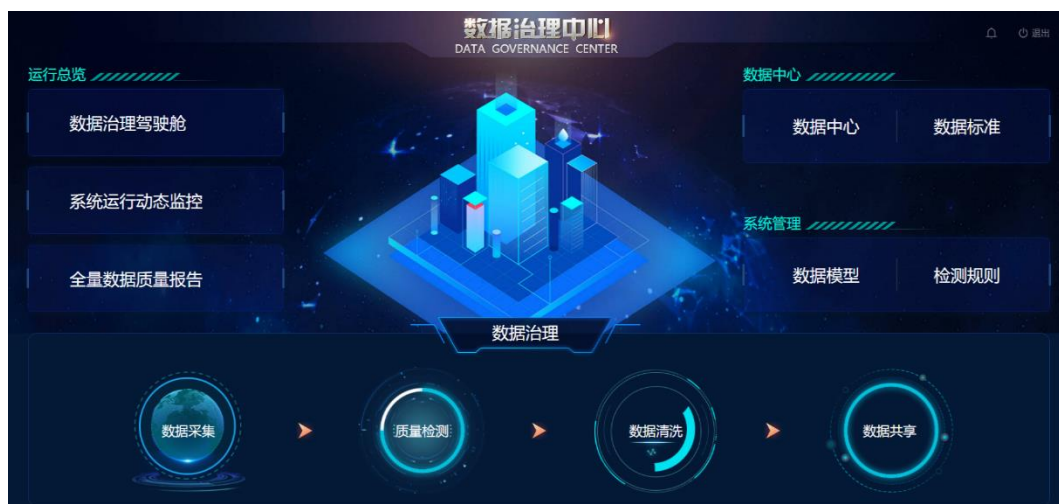 数据治理中心
DATA GOVERNANCE CENTER
退出
运行总览
数据治理驾驶舱
系统运行动态监控
全量数据质量报告
数据中心
数据中心 数据标准
系统管理
数据模型 检测规则
数据治理
数据采集 质量检测 数据清洗 数据共享